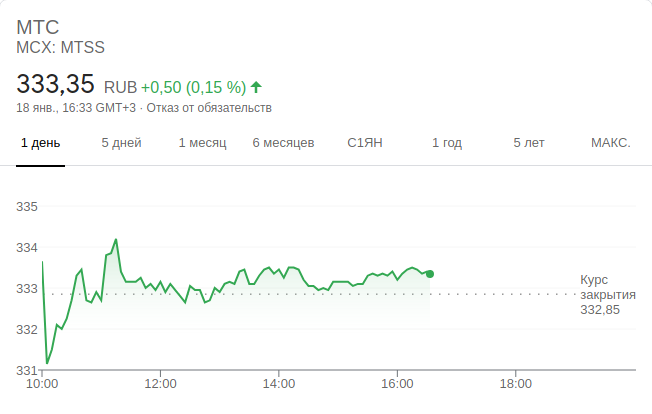 МТС
MCX: MTSS
333,35 RUB +0,50 (0,15 %)
18 янв., 16:33 GMT+3 · Отказ от обязательств
1 день 5 дней 1 месяц 6 месяцев С1ЯН 1 год 5 лет МАКС.
335
334
333
332
331
Курс
закрытия
332,85
10:00 12:00 14:00 16:00 18:00